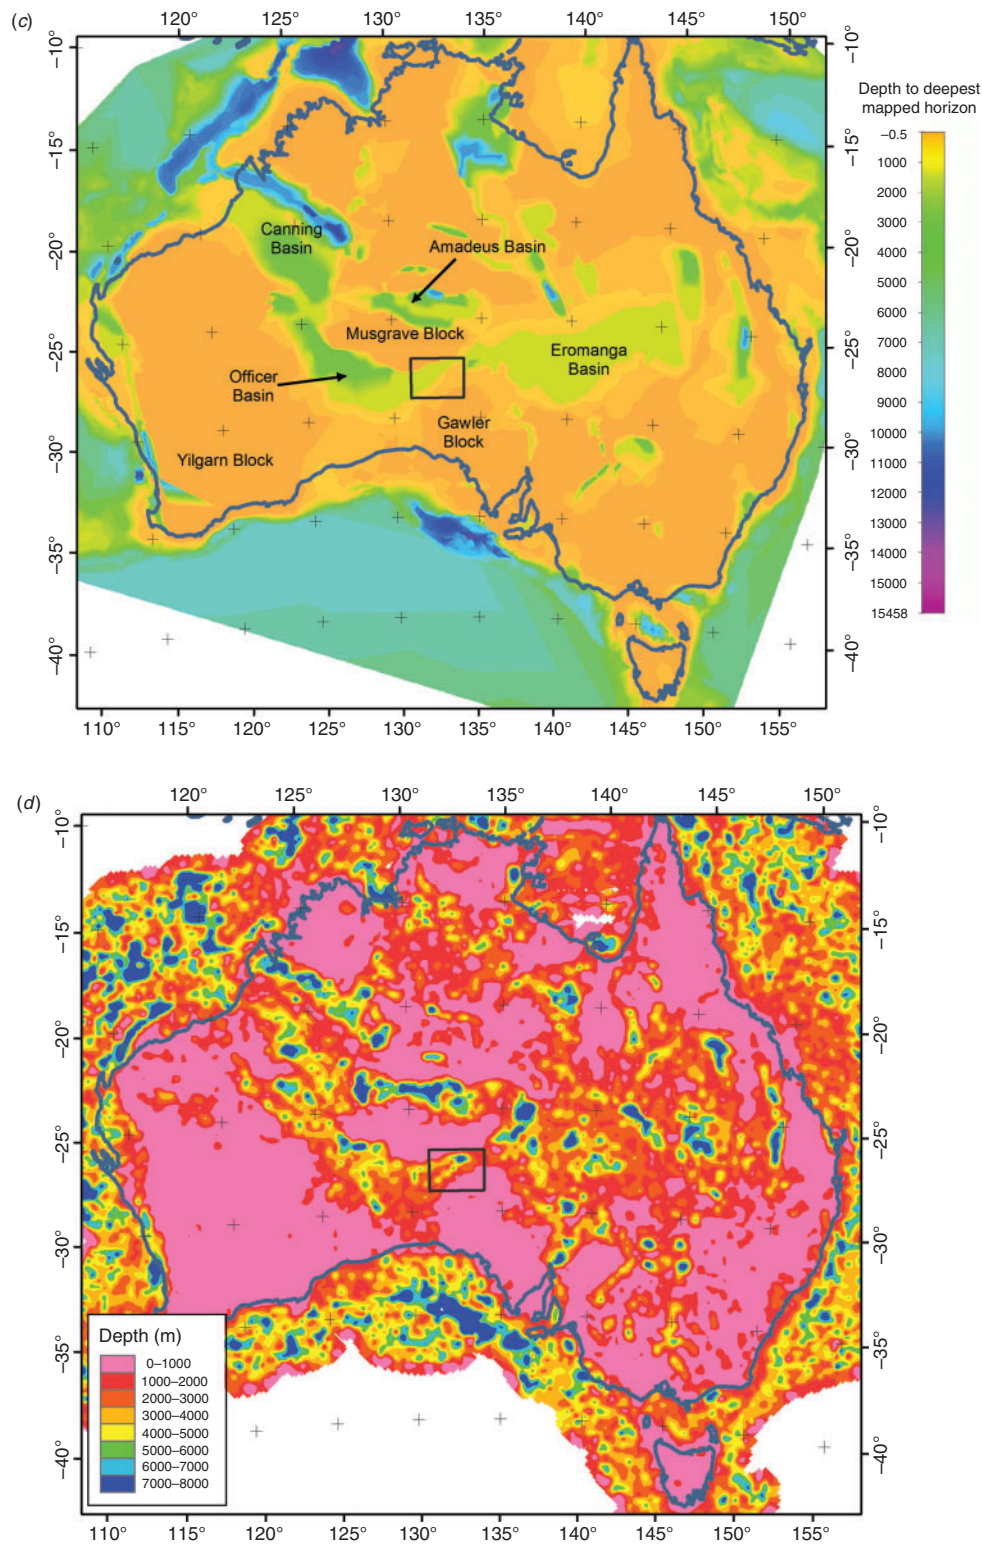 (c)
120° 125° 130° 135° 140° 145° 150°
–10° –10°
Depth to deepest
mapped horizon
–0.5
1000
–15° –15°
2000
3000
4000
Canning
Basin
Amadeus Basin
5000
–20° –20°
6000
7000
Musgrave Block
8000
–25° –25°
Eromanga
Basin
Officer
Basin
9000
10000
Gawler
Block
11000
–30° –30°
Yilgarn Block
12000
13000
14000
–35° –35°
15000
15458
–40° –40°
110° 115° 120° 125° 130° 135° 140° 145° 150° 155°
(d)
120° 125° 130° 135° 140° 145° 150°
–10° –10°
–15° –15°
–20° –20°
–25° –25°
–30° –30°
Depth (m)
–35° –35°
0–1000
1000–2000
2000–3000
3000–4000
4000–5000
5000–6000
–40° –40°
6000–7000
7000–8000
110° 115° 120° 125° 130° 135° 140° 145° 150° 155°